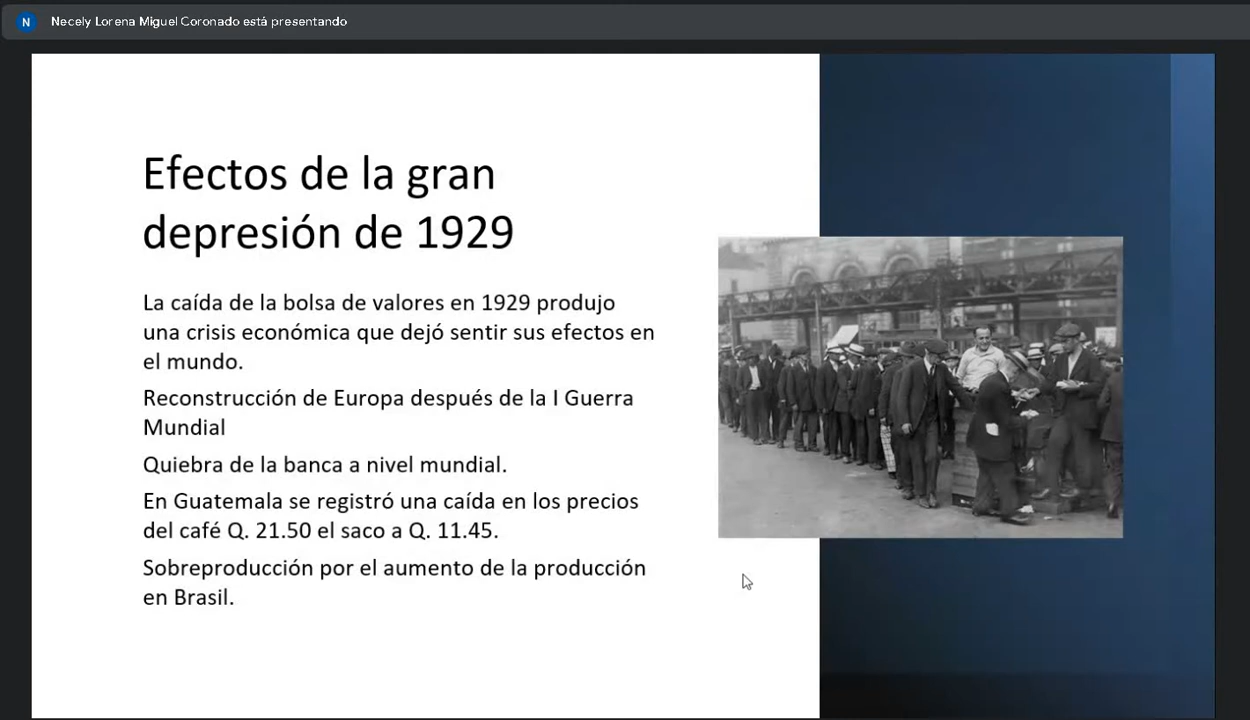 N Necely Lorena Miguel Coronado está presentando
Efectos de la gran
depresión de 1929
La caída de la bolsa de valores en 1929 produjo
una crisis económica que dejó sentir sus efectos en
el mundo.
Reconstrucción de Europa después de la I Guerra
Mundial
Quiebra de la banca a nivel mundial.
En Guatemala se registró una caída en los precios
del café Q. 21.50 el saco a Q. 11.45.
Sobreproducción por el aumento de la producción
en Brasil.